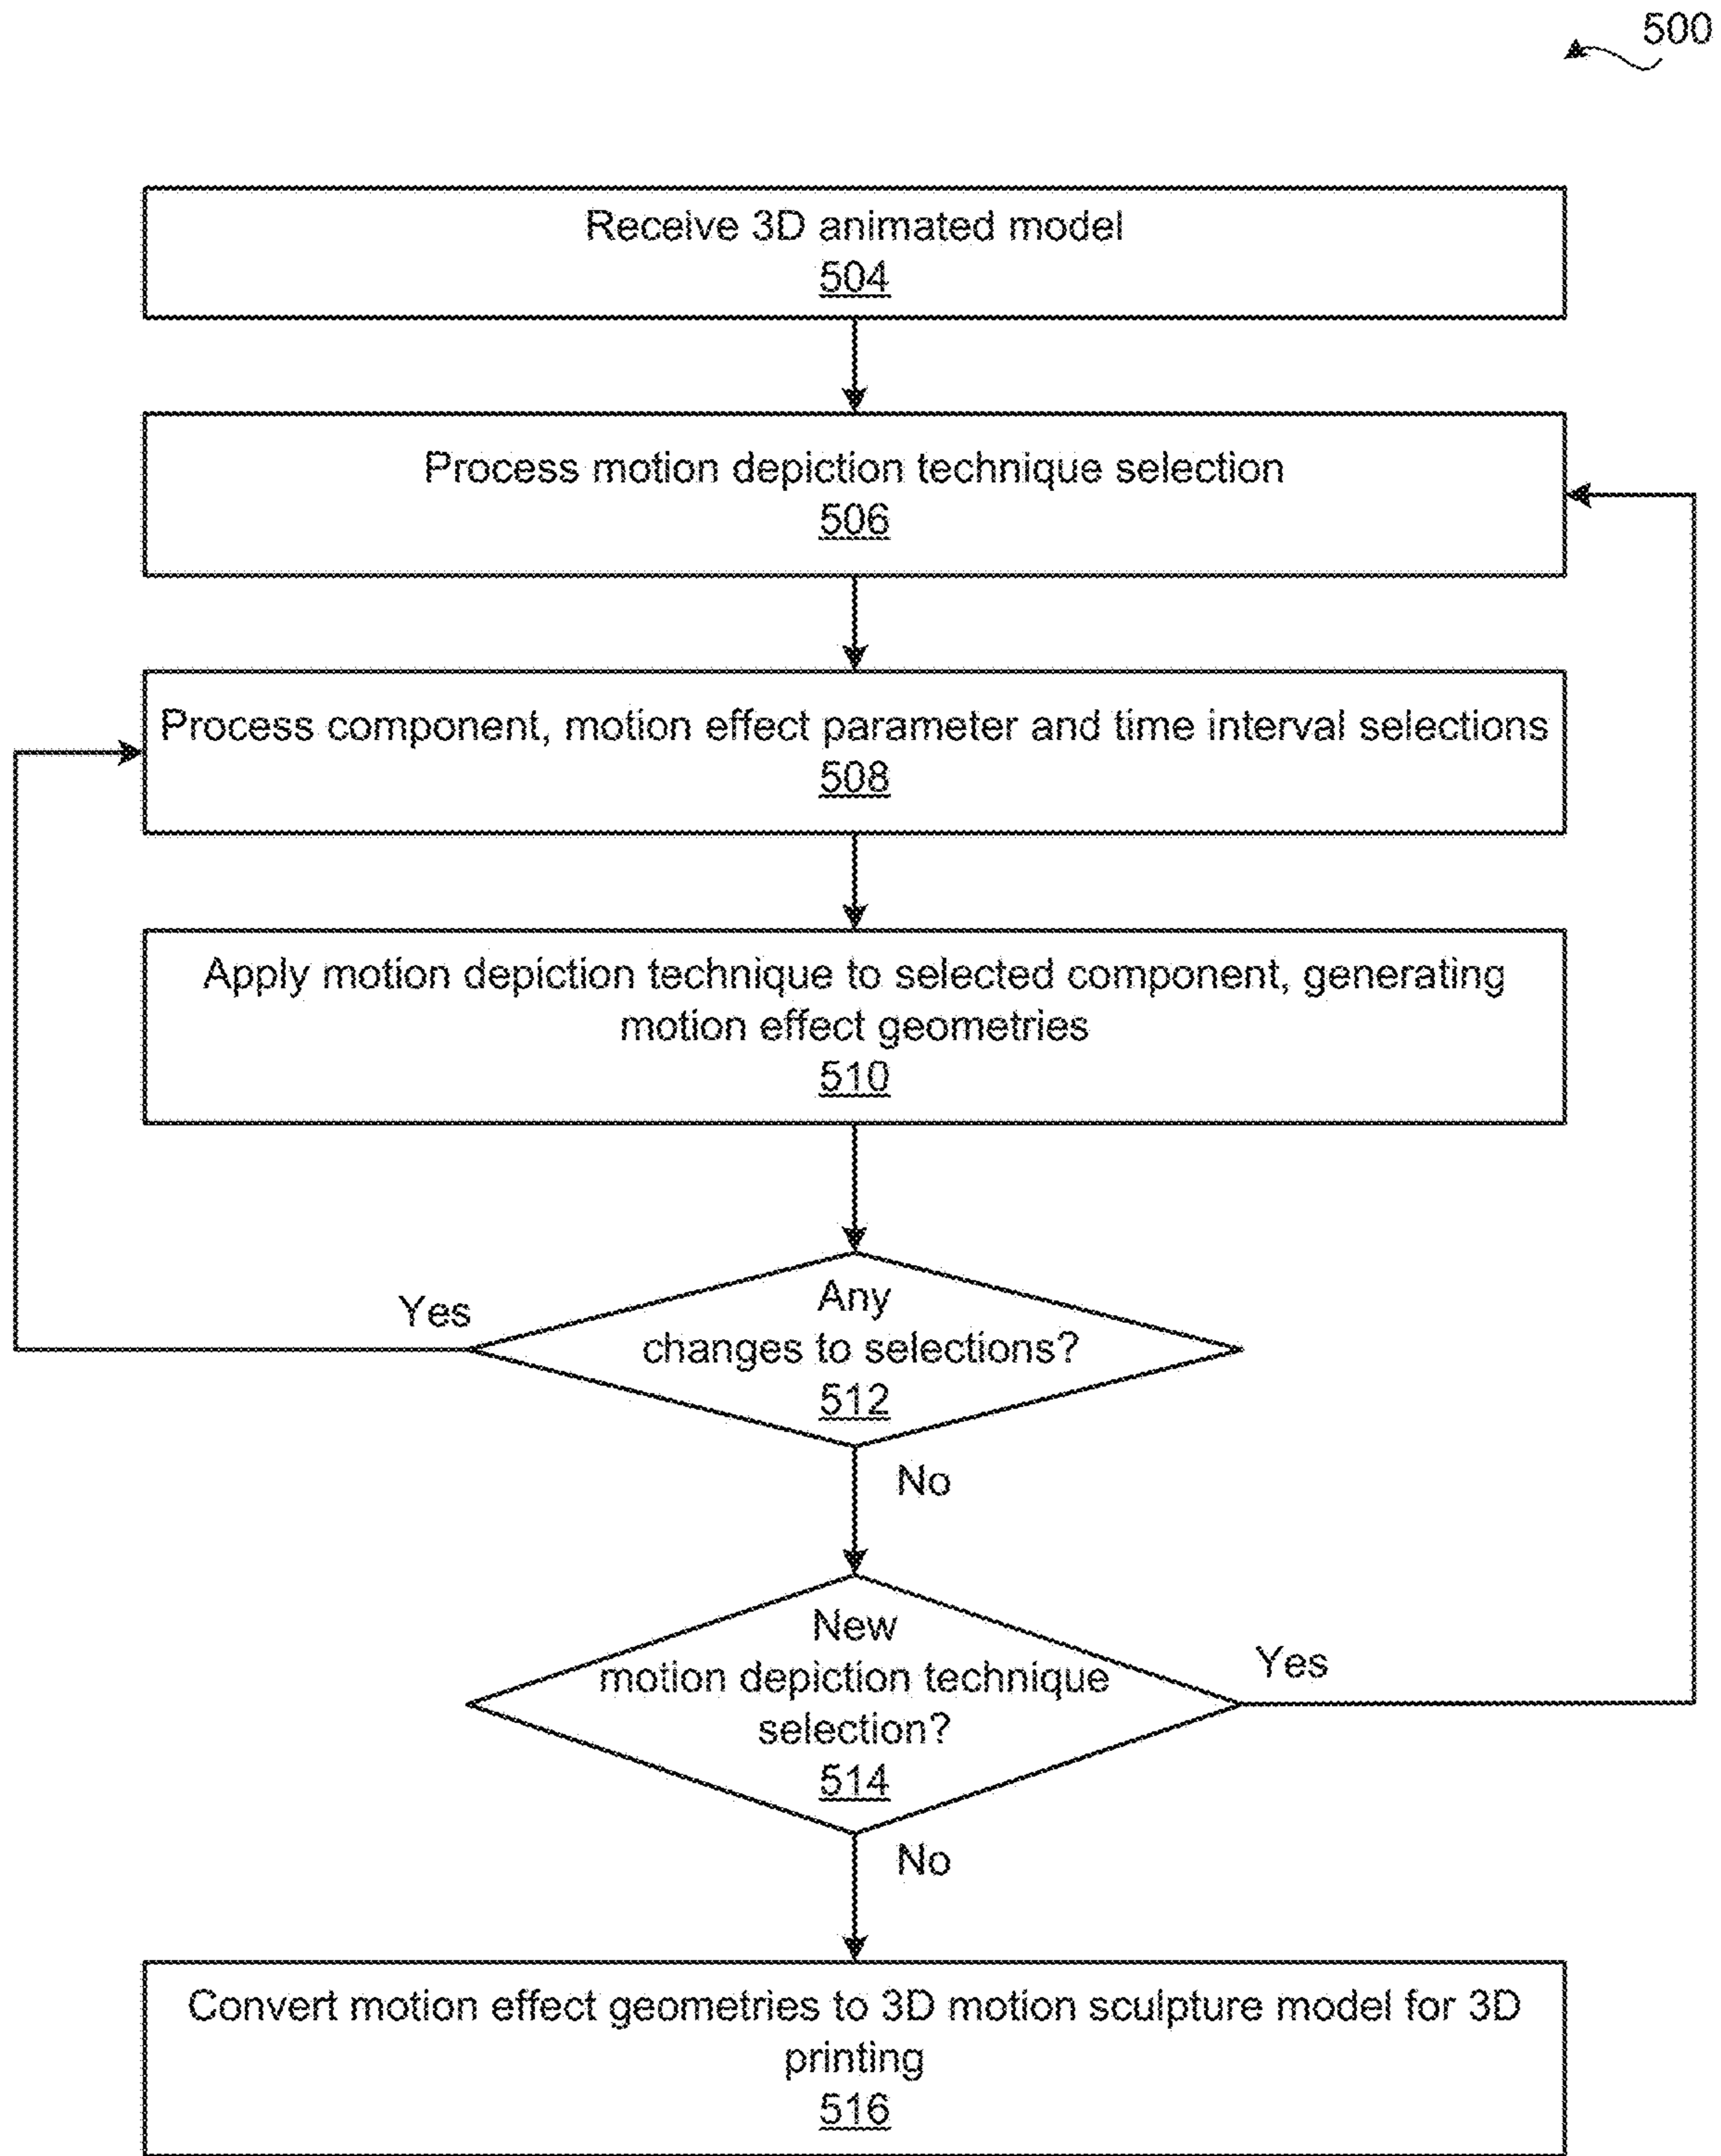 500
Receive 3D animated model
504
Process motion depiction technique selection
506
Process component, motion effect parameter and time interval selections
508
Apply motion depiction technique to selected component, generating
motion effect geometries
510
Any
changes to selections?
512
Yes
No
New
motion depiction technique
selection?
514
Yes
No
Convert motion effect geometries to 3D motion sculpture model for 3D
printing
516